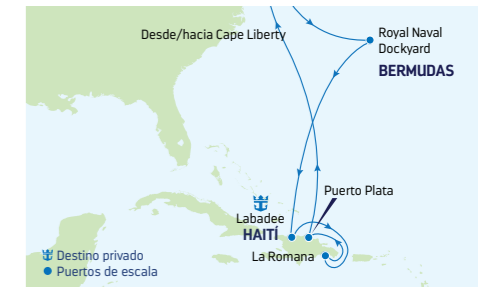 Desde/hacia Cape Liberty
Royal Naval
Dockyard
BERMUDAS
Puerto Plata
Labadee
HAITÍ
La Romana
Destino privado
Puertos de escala